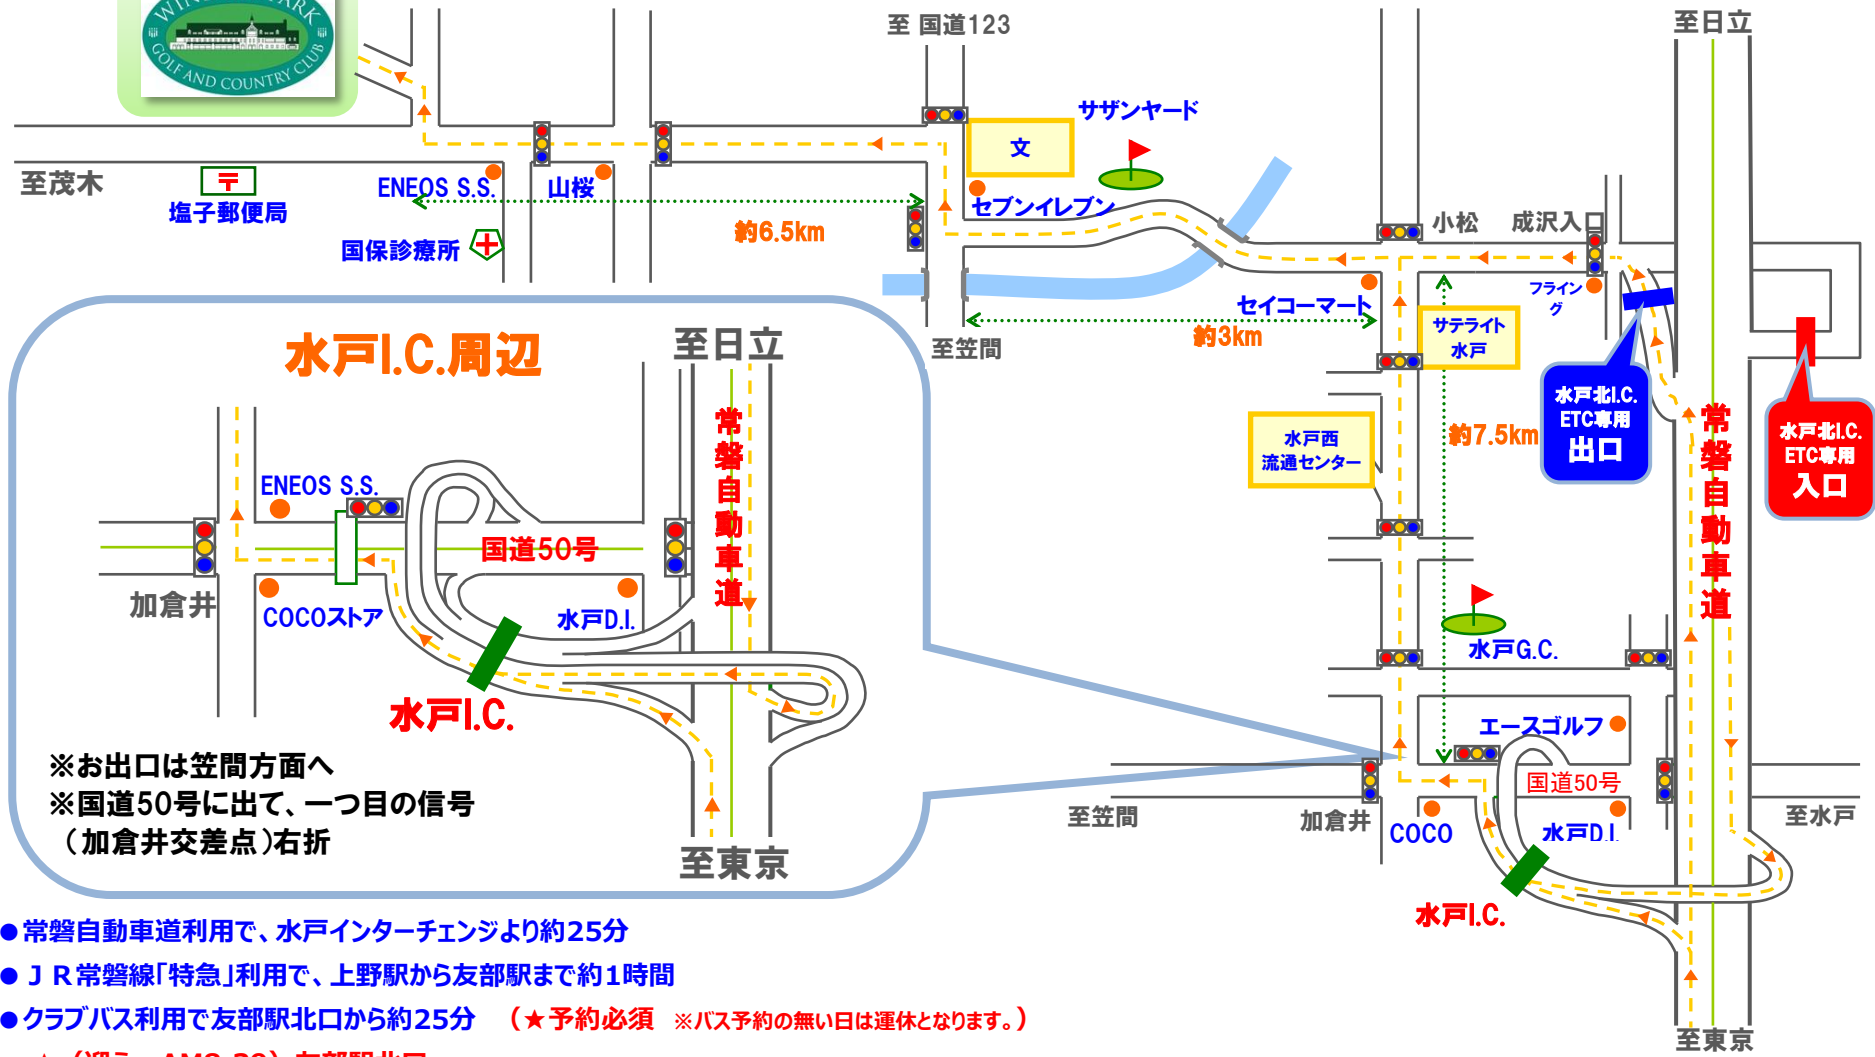 WIN
PARK
GOLF AND COUNTRY CLUB
至 国道123
至日立
サザンヤード
文
至茂木
〒
塩子郵便局
ENEOS S.S.
山桜
セブンイレブン
国保診療所
約6.5km
小松
成沢入口
フライン
グ
セイコーマート
約3km
至笠間
サテライト
水戸
水戸北I.C.
ETC専用
出口
水戸北I.C.
ETC専用
入口
水戸西
流通センター
約7.5km
常磐自動車道
水戸G.C.
エースゴルフ
国道50号
至笠間
加倉井
COCO
水戸D.I.
至水戸
水戸I.C.
至東京
水戸I.C.周辺
至日立
常磐自動車道
ENEOS S.S.
国道50号
加倉井
COCOストア
水戸D.I.
水戸I.C.
※お出口は笠間方面へ
※国道50号に出て、一つ目の信号
（加倉井交差点）右折
至東京
●常磐自動車道利用で、水戸インターチェンジより約25分
●ＪＲ常磐線「特急」利用で、上野駅から友部駅まで約1時間
●クラブバス利用で友部駅北口から約25分 （★予約必須 ※バス予約の無い日は運休となります。）